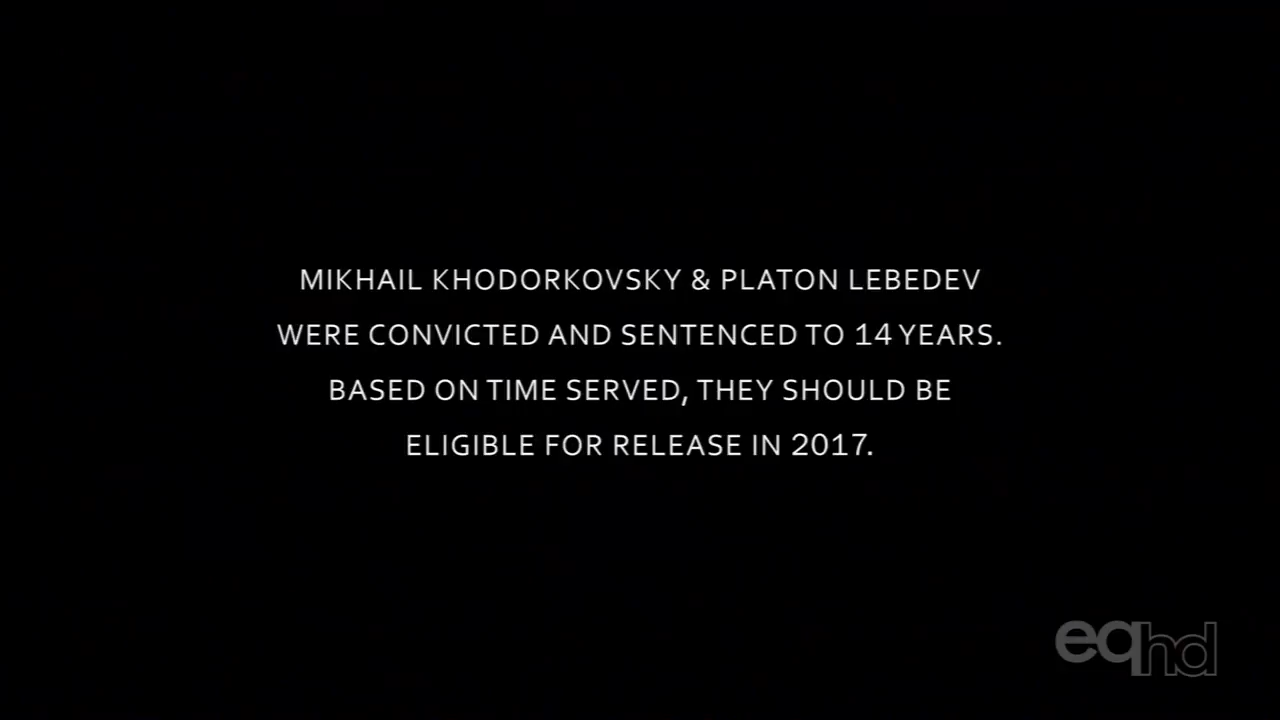 MIKHAIL KHODORKOVSKY & PLATON LEBEDEV
WERE CONVICTED AND SENTENCED TO 14 YEARS.
BASED ON TIME SERVED, THEY SHOULD BE
ELIGIBLE FOR RELEASE IN 2017.
eqhd